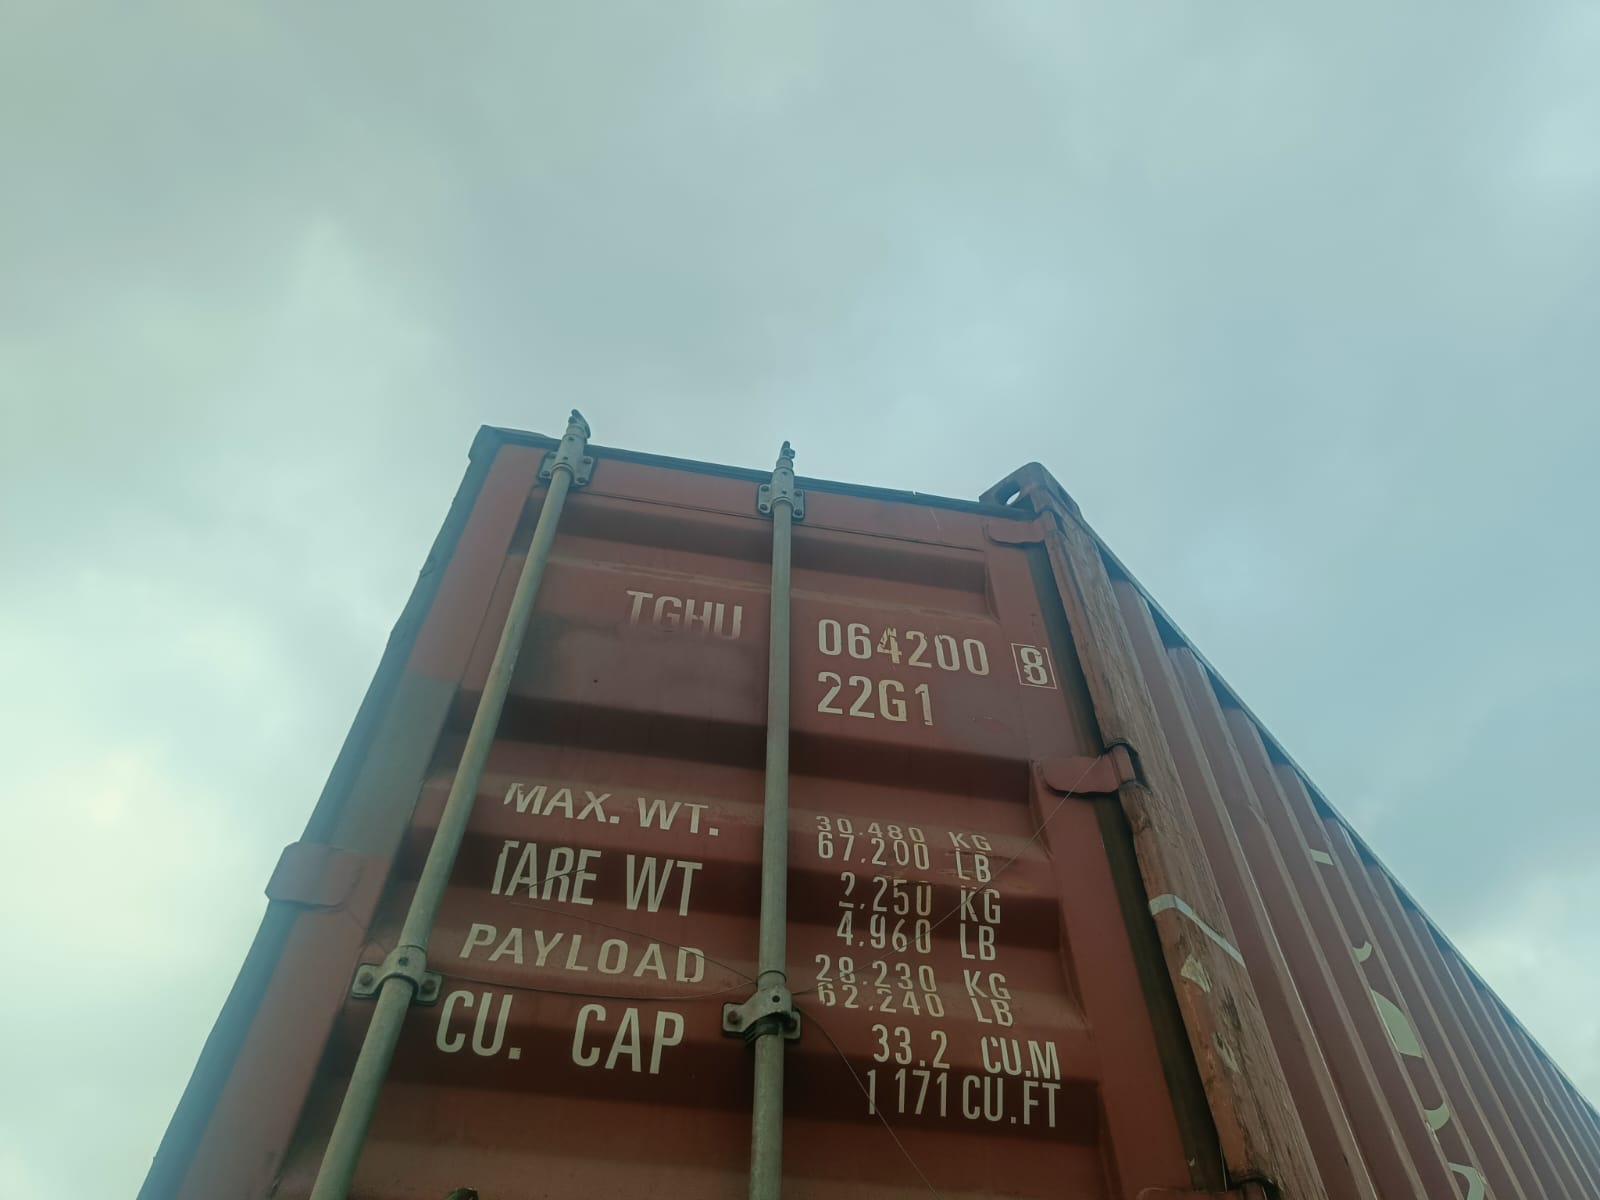 TGHU 064200 8
22G1
MAX. WT. 30.480 KG
67.200 LB
TARE WT 2.250 KG
4.960 LB
PAYLOAD 28.230 KG
62.240 LB
CU. CAP 33.2 CU.M
1 171 CU.FT